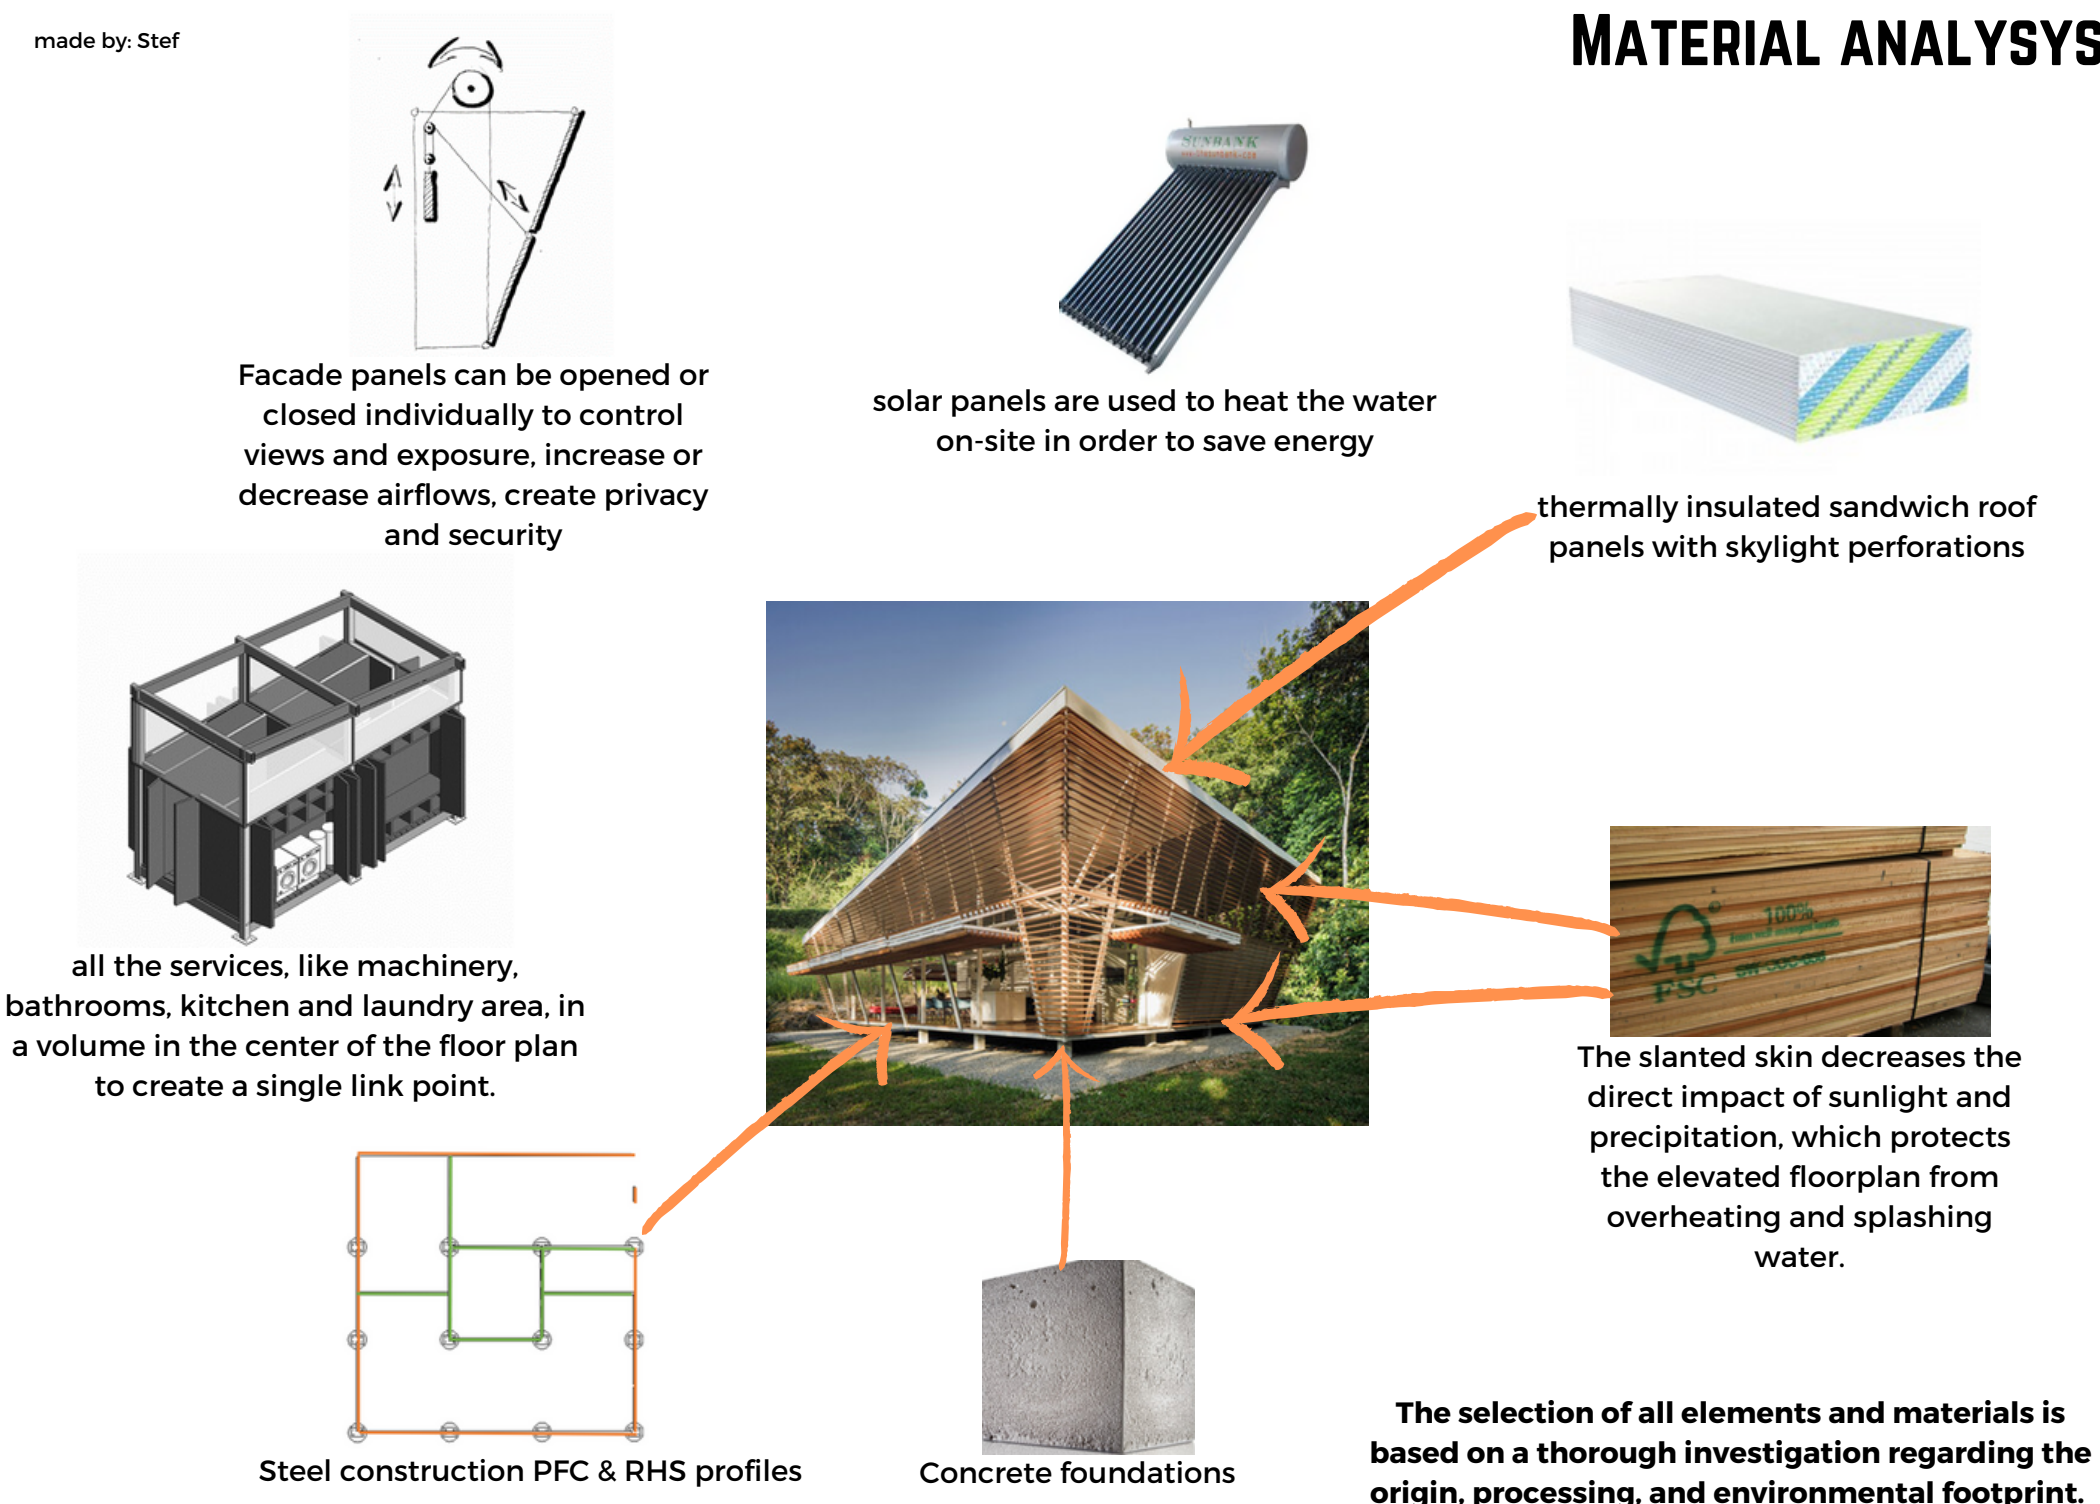 made by: Stef
MATERIAL ANALYSYS
Facade panels can be opened or
closed individually to control
views and exposure, increase or
decrease airflows, create privacy
and security
SUNBANK
solar panels are used to heat the water
on-site in order to save energy
thermally insulated sandwich roof
panels with skylight perforations
all the services, like machinery,
bathrooms, kitchen and laundry area, in
a volume in the center of the floor plan
to create a single link point.
100%
FSC
The slanted skin decreases the
direct impact of sunlight and
precipitation, which protects
the elevated floorplan from
overheating and splashing
water.
Steel construction PFC & RHS profiles
Concrete foundations
The selection of all elements and materials is
based on a thorough investigation regarding the
origin, processing, and environmental footprint.